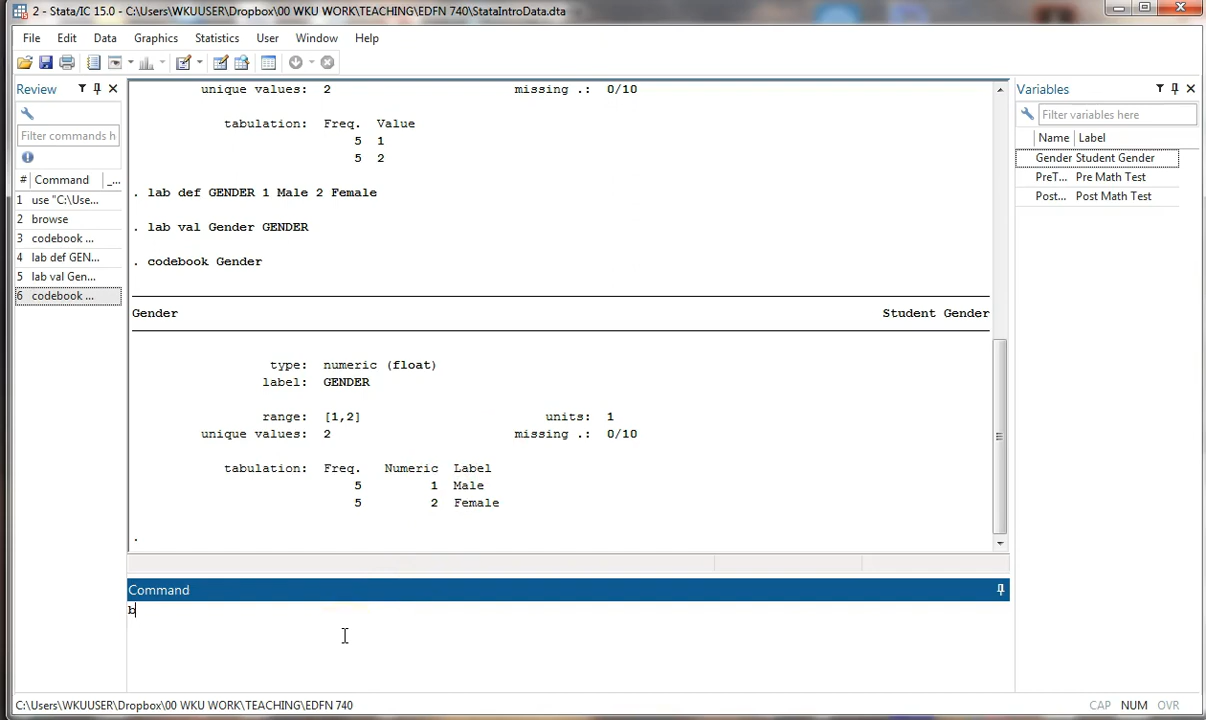 2 - Stata/IC 15.0 - C:\Users\WKUUSER\Dropbox\00 WKU WORK\TEACHING\EDFN 740\StataIntroData.dta
File Edit Data Graphics Statistics User Window Help
Review
Filter commands h
# Command ...
1 use "C:\Use...
2 browse
3 codebook ...
4 lab def GEN...
5 lab val Gen...
6 codebook ...
unique values: 2 missing .: 0/10
tabulation: Freq. Value
5 1
5 2
. lab def GENDER 1 Male 2 Female
. lab val Gender GENDER
. codebook Gender
Gender Student Gender
type: numeric (float)
label: GENDER
range: [1,2] units: 1
unique values: 2 missing .: 0/10
tabulation: Freq. Numeric Label
5 1 Male
5 2 Female
.
Command
b
Variables
Filter variables here
Name Label
Gender Student Gender
PreT... Pre Math Test
Post... Post Math Test
C:\Users\WKUUSER\Dropbox\00 WKU WORK\TEACHING\EDFN 740
CAP NUM OVR